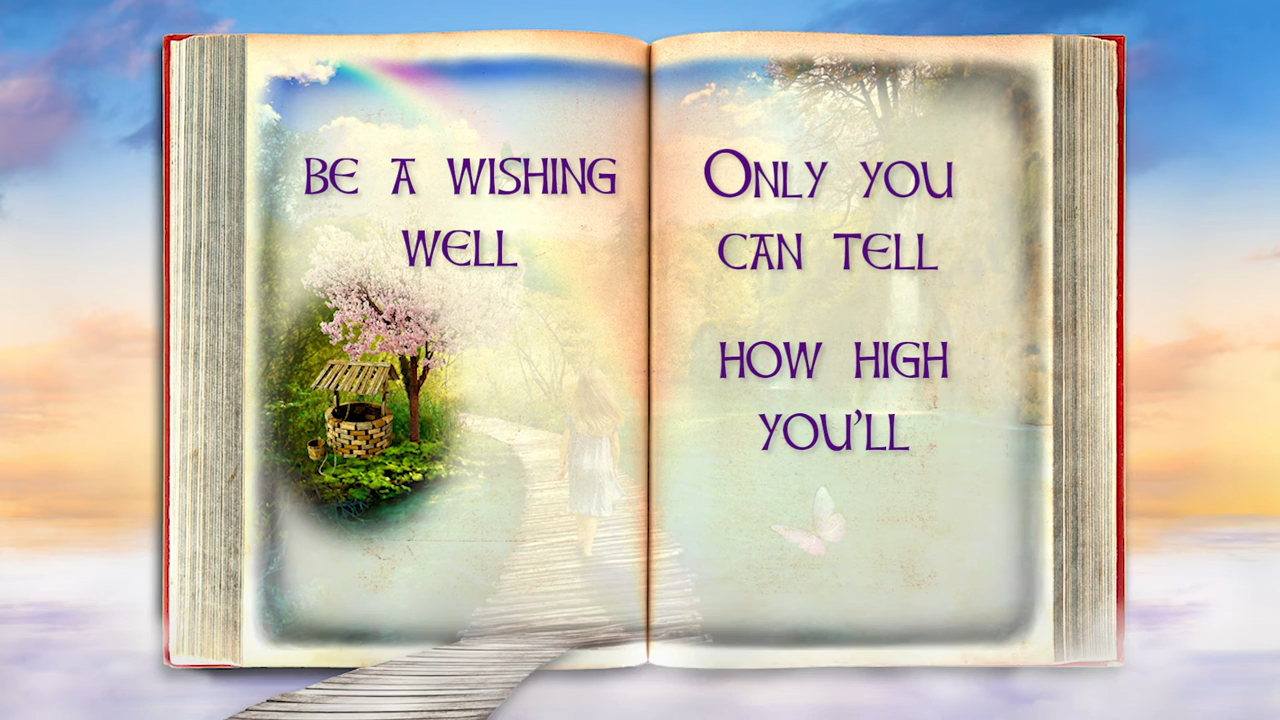 BE A WISHING
WELL
ONLY YOU
CAN TELL
HOW HIGH
YOU'LL